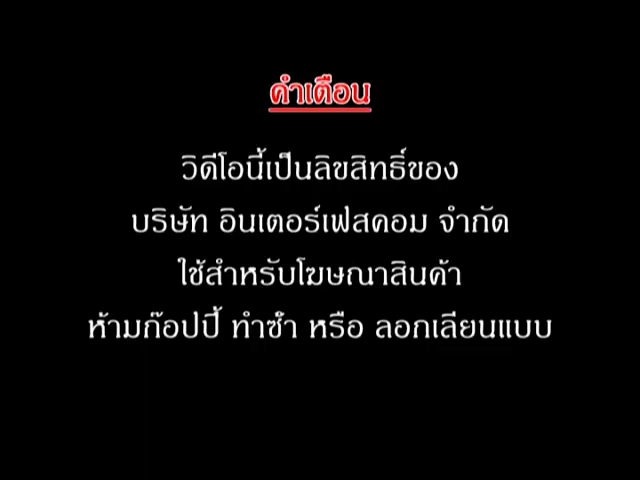 คำเตือน
วิดีโอนี้เป็นลิขสิทธิ์ของ
บริษัท อินเตอร์เฟสคอม จำกัด
ใช้สำหรับโฆษณาสินค้า
ห้ามก๊อปปี้ ทำซ้ำ หรือ ลอกเลียนแบบ